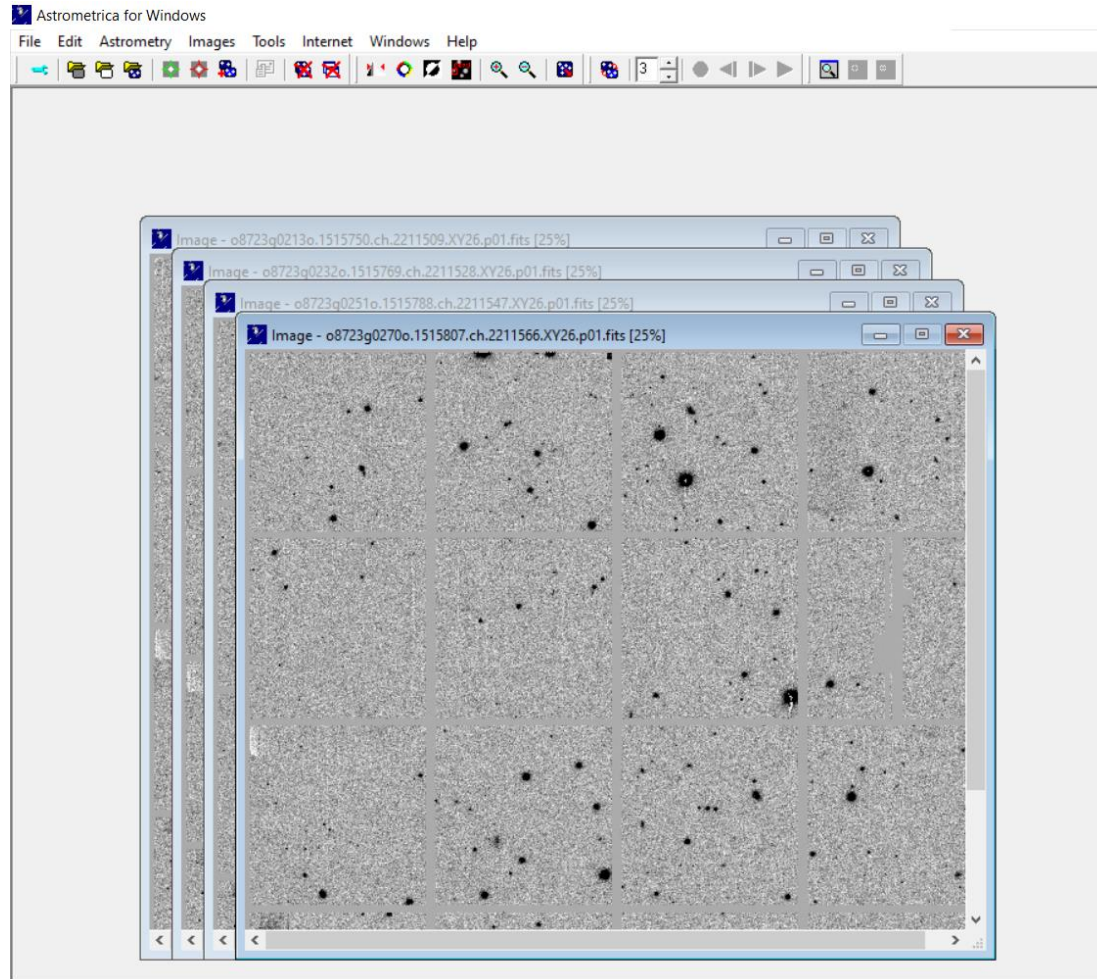 Astrometrica for Windows
File Edit Astrometry Images Tools Internet Windows Help
3
Image - o8723g0213o.1515750.ch.2211509.XY26.p01.fits [25%]
Image - o8723g0232o.1515769.ch.2211528.XY26.p01.fits [25%]
Image - o8723g0251o.1515788.ch.2211547.XY26.p01.fits [25%]
Image - o8723g0270o.1515807.ch.2211566.XY26.p01.fits [25%]